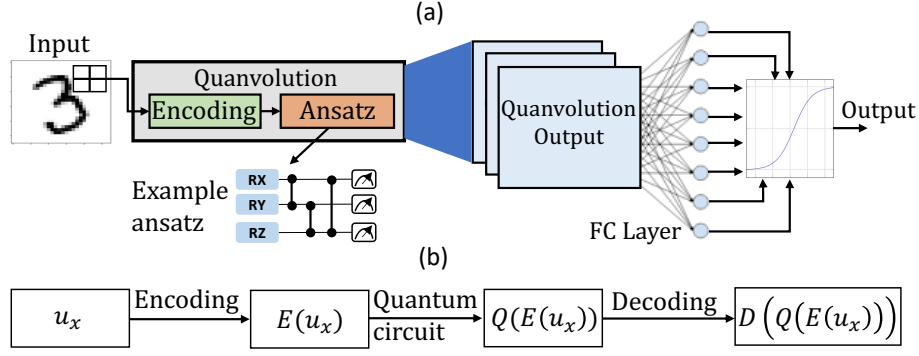 (a)
Input
Quanvolution
Encoding
Ansatz
Quanvolution
Output
Output
Example
ansatz
RX
RY
RZ
FC Layer
(b)
u_x
Encoding
E(u_x)
Quantum
circuit
Q(E(u_x))
Decoding
D(Q(E(u_x)))
3